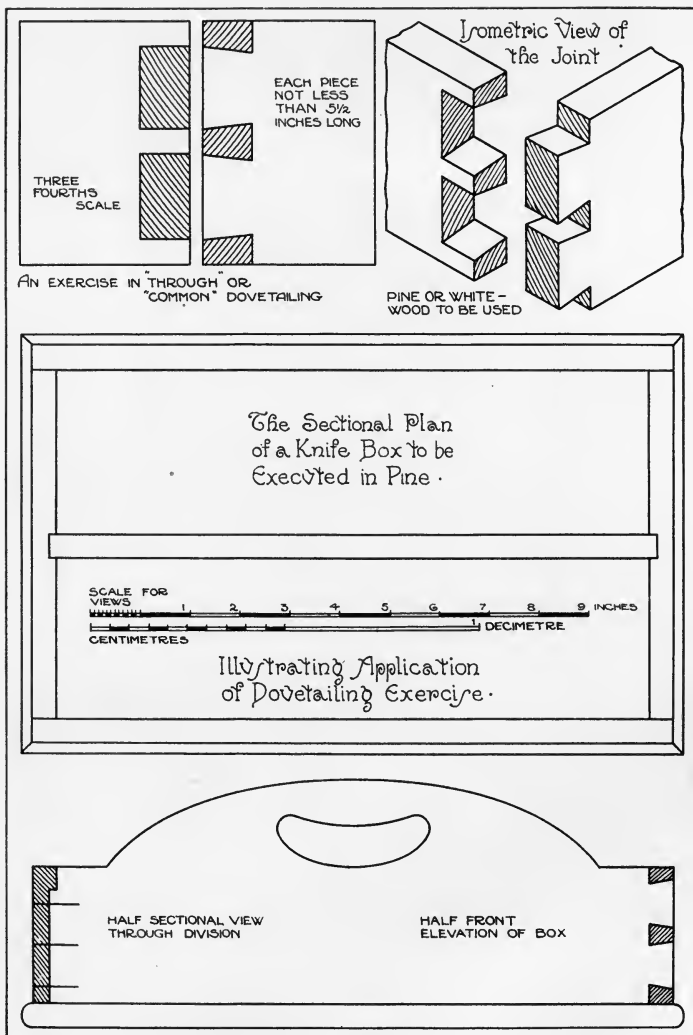 Isometric View of
the Joint
EACH PIECE
NOT LESS
THAN 5½
INCHES LONG
THREE
FOURTHS
SCALE
AN EXERCISE IN "THROUGH" OR
"COMMON" DOVETAILING
PINE OR WHITE-
WOOD TO BE USED
The Sectional Plan
of a Knife Box to be
Executed in Pine.
SCALE FOR
VIEWS
1 2 3 4 5 6 7 8 9 INCHES
1 DECIMETRE
CENTIMETRES
Illustrating Application
of Dovetailing Exercise.
HALF SECTIONAL VIEW
THROUGH DIVISION
HALF FRONT
ELEVATION OF BOX